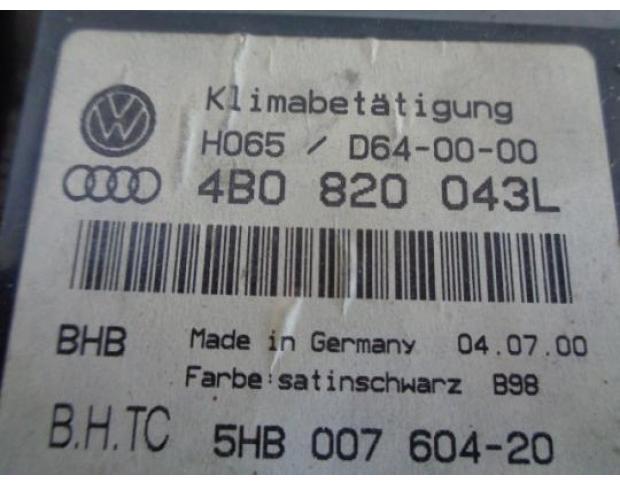 Klimabetätigung
H065 / D64-00-00
4B0 820 043L
BHB Made in Germany 04.07.00
Farbe:satinschwarz B98
B.H.TC 5HB 007 604-20